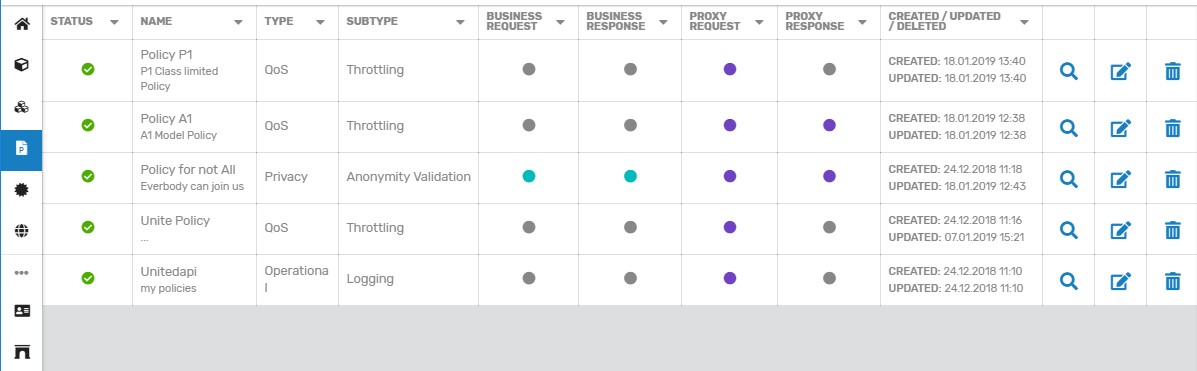 STATUS
NAME
TYPE
SUBTYPE
BUSINESS
REQUEST
BUSINESS
RESPONSE
PROXY
REQUEST
PROXY
RESPONSE
CREATED / UPDATED
/ DELETED
Policy P1
P1 Class limited
Policy
QoS
Throttling
CREATED: 18.01.2019 13:40
UPDATED: 18.01.2019 13:40
Policy A1
A1 Model Policy
QoS
Throttling
CREATED: 18.01.2019 12:38
UPDATED: 18.01.2019 12:38
P
Policy for not All
Everbody can join us
Privacy
Anonymity Validation
CREATED: 24.12.2018 11:18
UPDATED: 18.01.2019 12:43
Unite Policy
...
QoS
Throttling
CREATED: 24.12.2018 11:16
UPDATED: 07.01.2019 15:21
Unitedapi
my policies
Operationa
l
Logging
CREATED: 24.12.2018 11:10
UPDATED: 24.12.2018 11:10